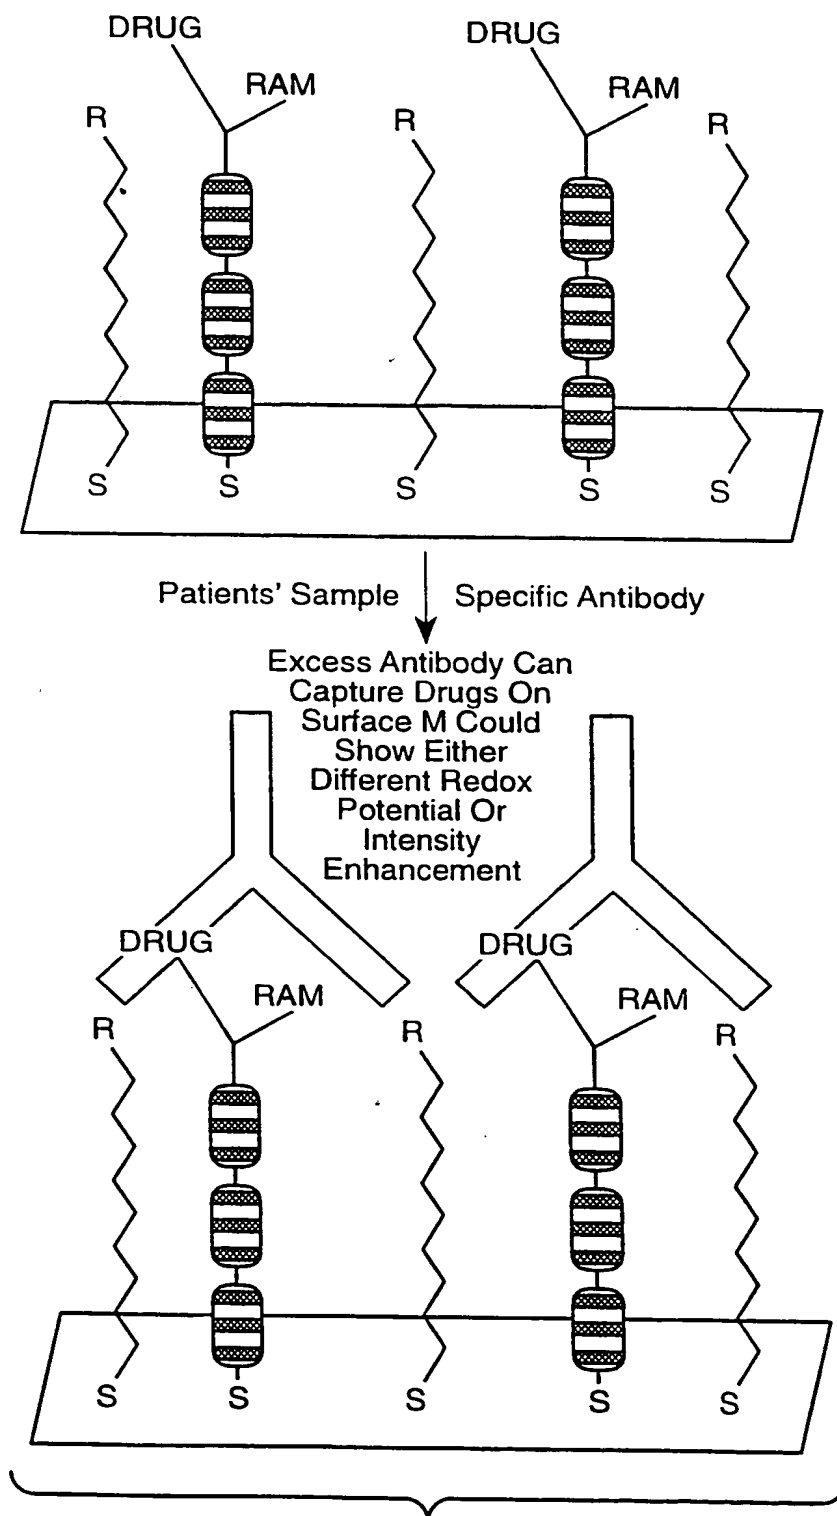 DRUG DRUG
RAM RAM
R R R
S S S S S
Patients' Sample Specific Antibody
Excess Antibody Can
Capture Drugs On
Surface M Could
Show Either
Different Redox
Potential Or
Intensity
Enhancement
DRUG DRUG
RAM RAM
R R R
S S S S S